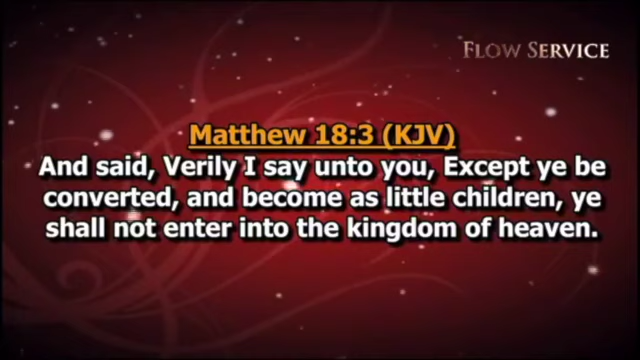 FLOW SERVICE
Matthew 18:3 (KJV)
And said, Verily I say unto you, Except ye be
converted, and become as little children, ye
shall not enter into the kingdom of heaven.